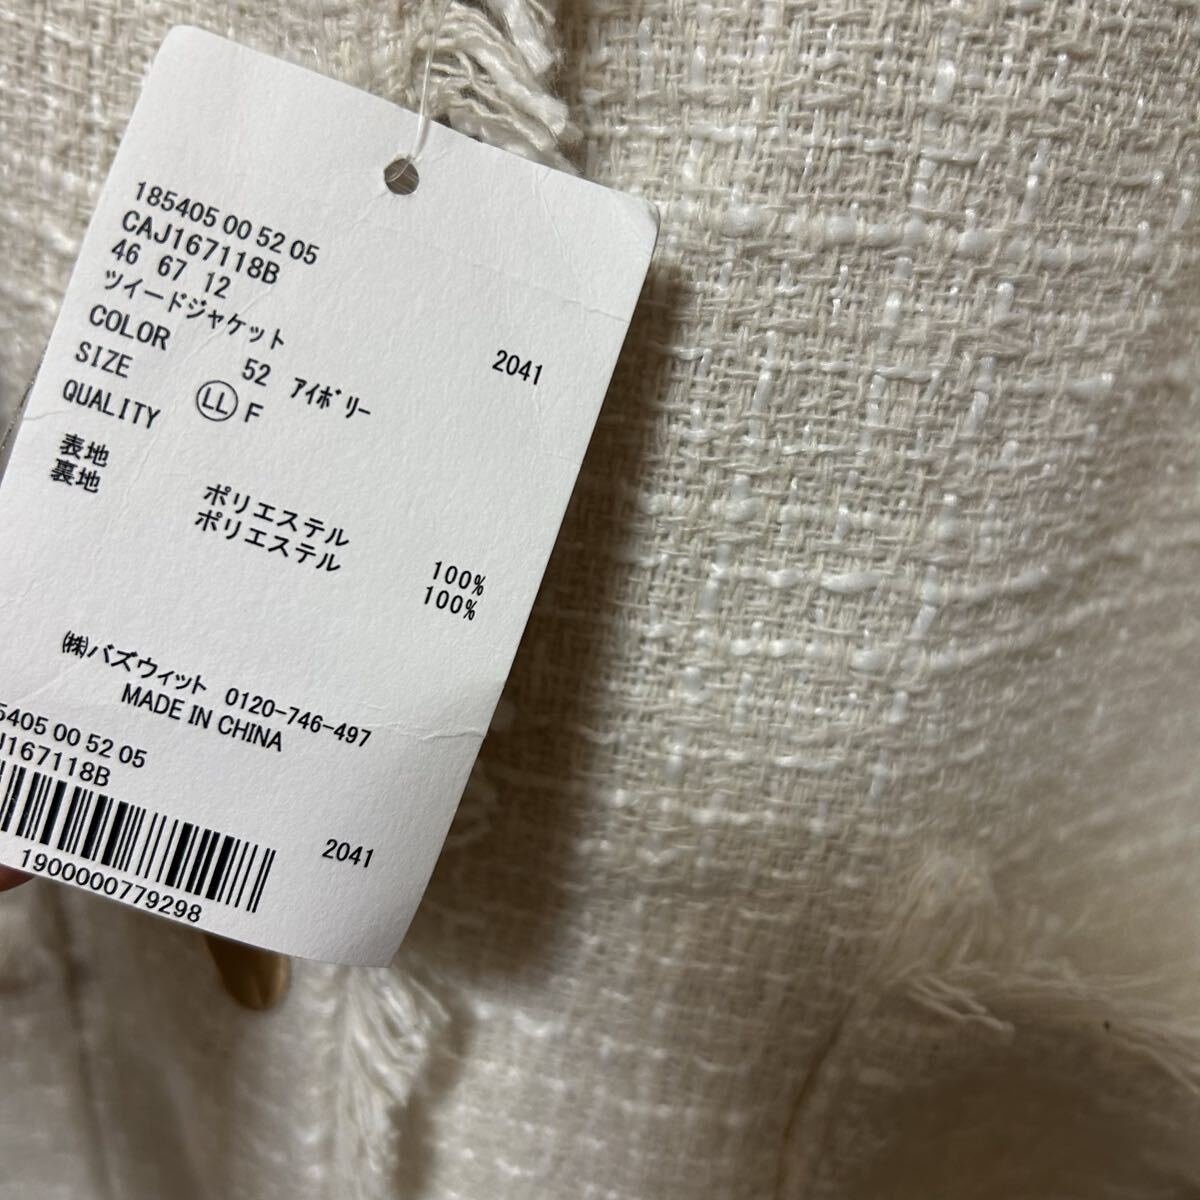 185405 00 52 05
CAJ167118B
46 67 12
ツイードジャケット
2041
COLOR 52 アイボリー
SIZE LL F
QUALITY
表地 ポリエステル 100%
裏地 ポリエステル 100%
㈱バズウィット 0120-746-497
MADE IN CHINA
5405 00 52 05
J167118B
2041
1900000779298